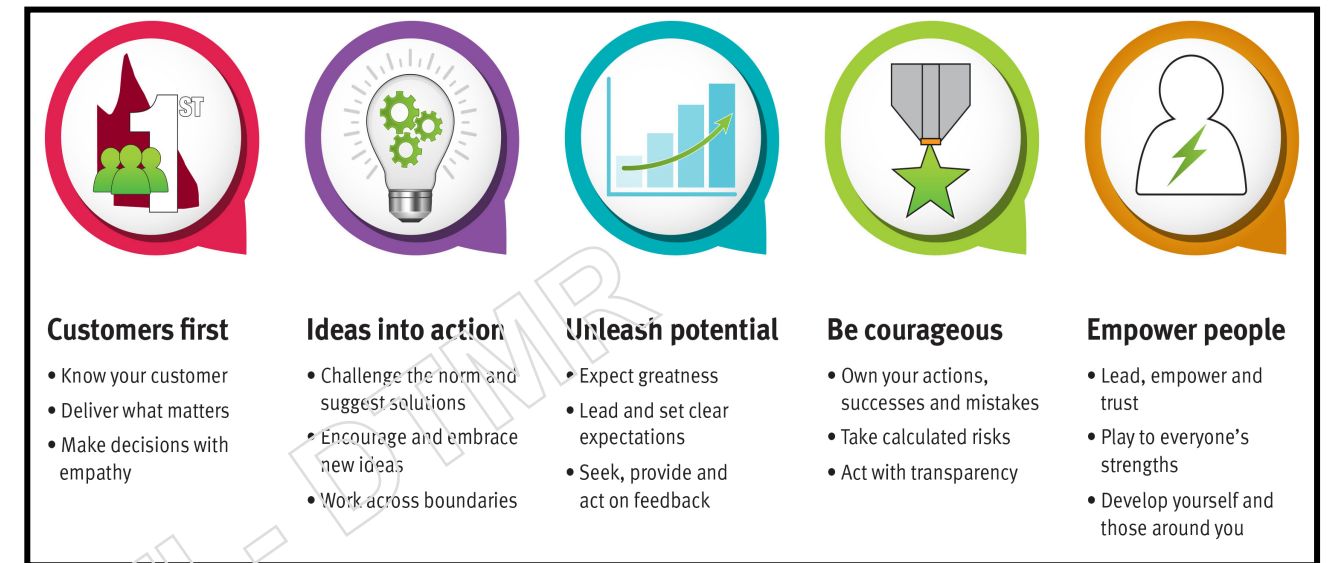 1ST
Customers first
• Know your customer
• Deliver what matters
• Make decisions with
empathy
Ideas into action
• Challenge the norm and
suggest solutions
• Encourage and embrace
new ideas
• Work across boundaries
Unleash potential
• Expect greatness
• Lead and set clear
expectations
• Seek, provide and
act on feedback
Be courageous
• Own your actions,
successes and mistakes
• Take calculated risks
• Act with transparency
Empower people
• Lead, empower and
trust
• Play to everyone’s
strengths
• Develop yourself and
those around you
- DTMR